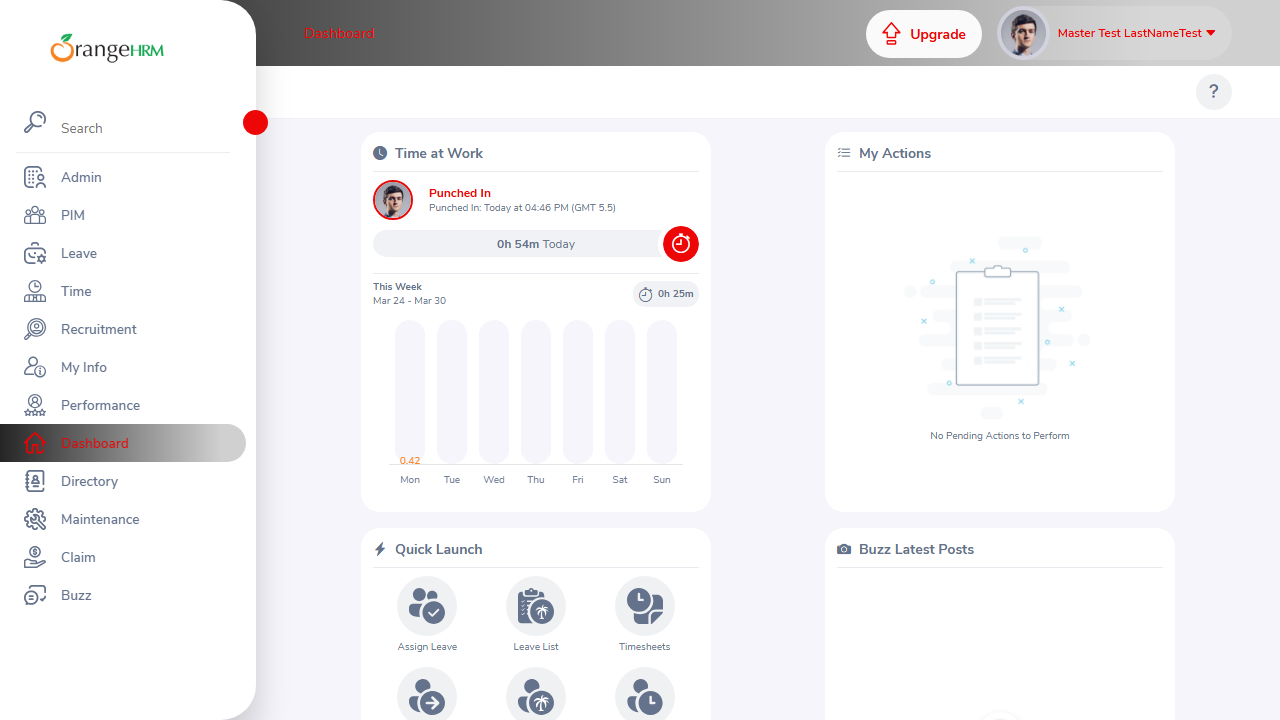 OrangeHRM
Search
Admin
PIM
Leave
Time
Recruitment
My Info
Performance
Dashboard
Directory
Maintenance
Claim
Buzz
Dashboard
Upgrade
Master Test LastNameTest
?
Time at Work
Punched In
Punched In: Today at 04:46 PM (GMT 5.5)
0h 54m Today
This Week
Mar 24 - Mar 30
0h 25m
0.42
Mon Tue Wed Thu Fri Sat Sun
My Actions
No Pending Actions to Perform
Quick Launch
Assign Leave Leave List Timesheets
Buzz Latest Posts